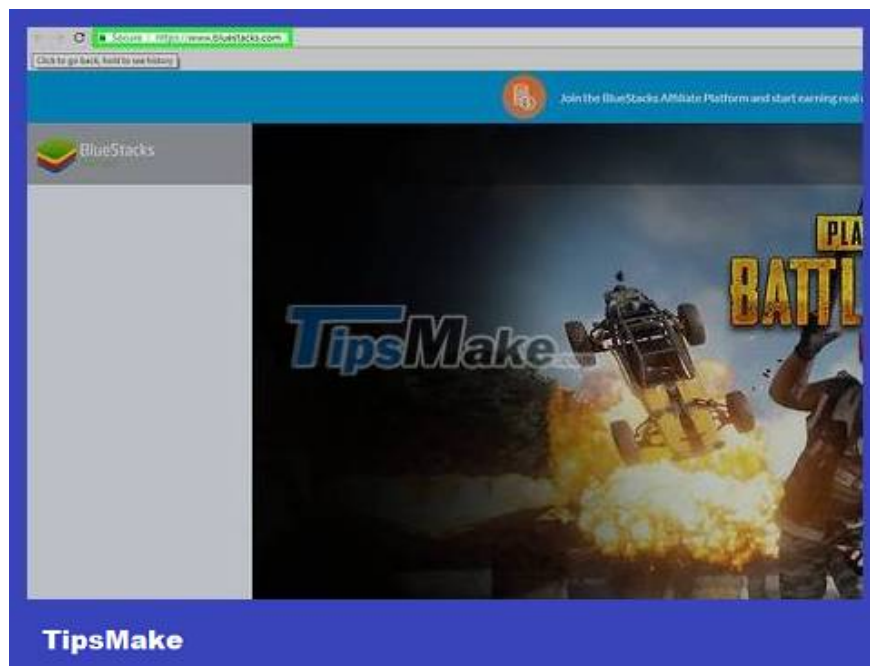 Secure | https://www.bluestacks.com
Click to go back, hold to see history
Join the BlueStacks Affiliate Platform and start earning real
BlueStacks
PLA
BATTL
TipsMake.com
TipsMake